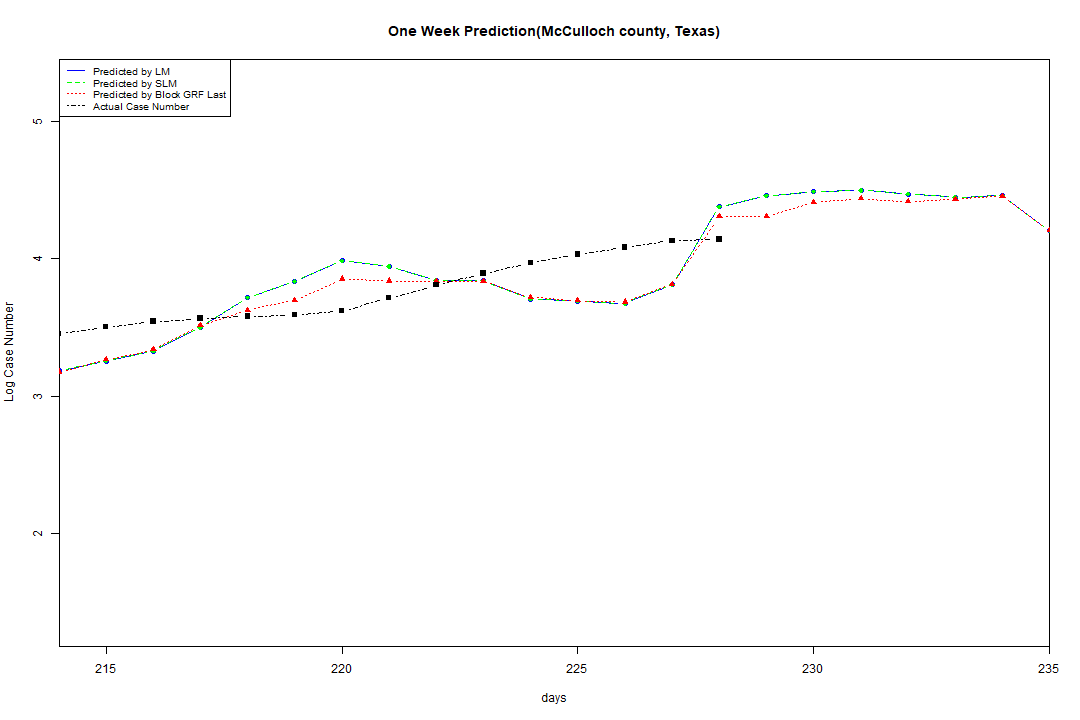 One Week Prediction(McCulloch county, Texas)
Predicted by LM
Predicted by SLM
Predicted by Block GRF Last
Actual Case Number
5
4
3
2
Log Case Number
215 220 225 230 235
days